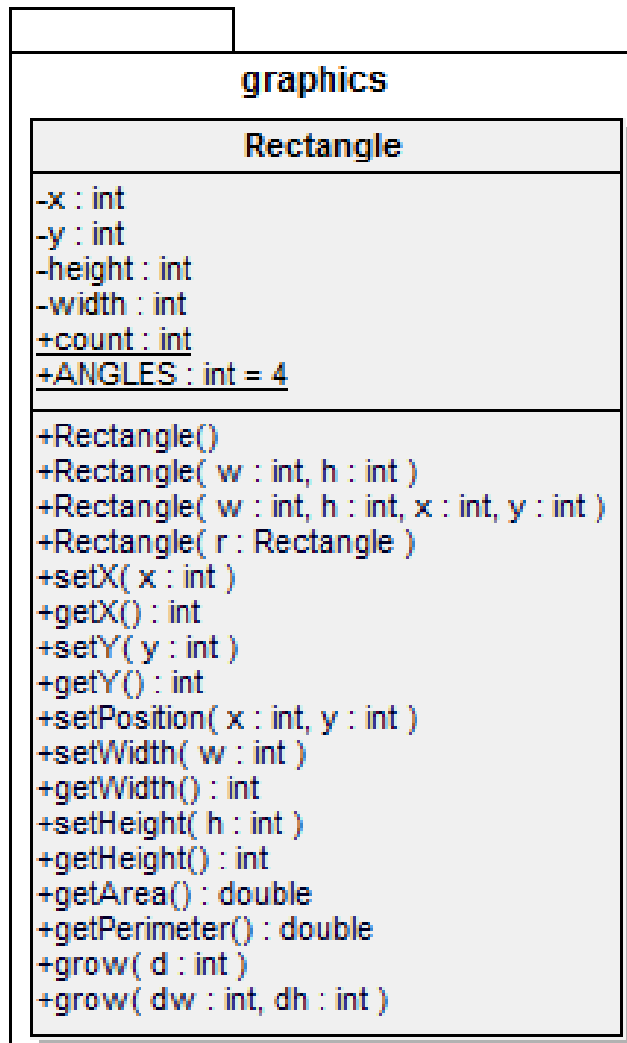 graphics
Rectangle
-x : int
-y : int
-height : int
-width : int
+count : int
+ANGLES : int = 4
+Rectangle()
+Rectangle( w : int, h : int )
+Rectangle( w : int, h : int, x : int, y : int )
+Rectangle( r : Rectangle )
+setX( x : int )
+getX() : int
+setY( y : int )
+getY() : int
+setPosition( x : int, y : int )
+setWidth( w : int )
+getWidth() : int
+setHeight( h : int )
+getHeight() : int
+getArea() : double
+getPerimeter() : double
+grow( d : int )
+grow( dw : int, dh : int )